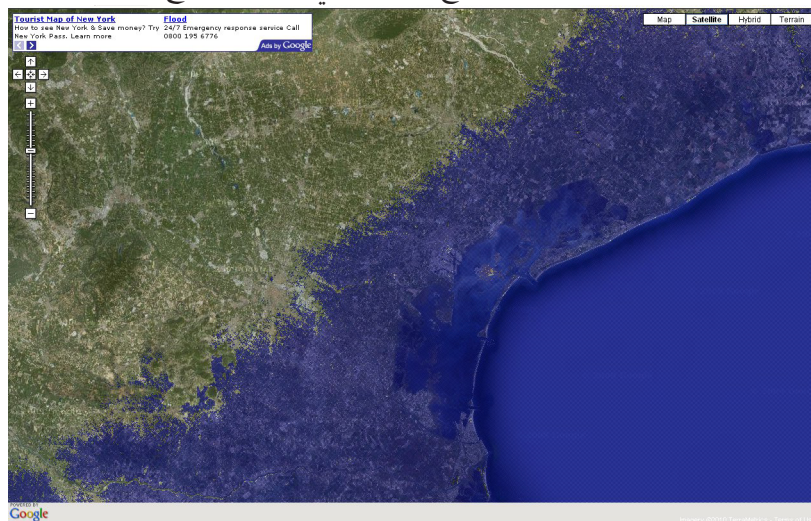 Tourist Map of New York
How to see New York & Save money? Try
New York Pass. Learn more
Flood
24/7 Emergency response service Call
0800 195 6776
Ads by Google
Map
Satellite
Hybrid
Terrain
POWERED BY
Google